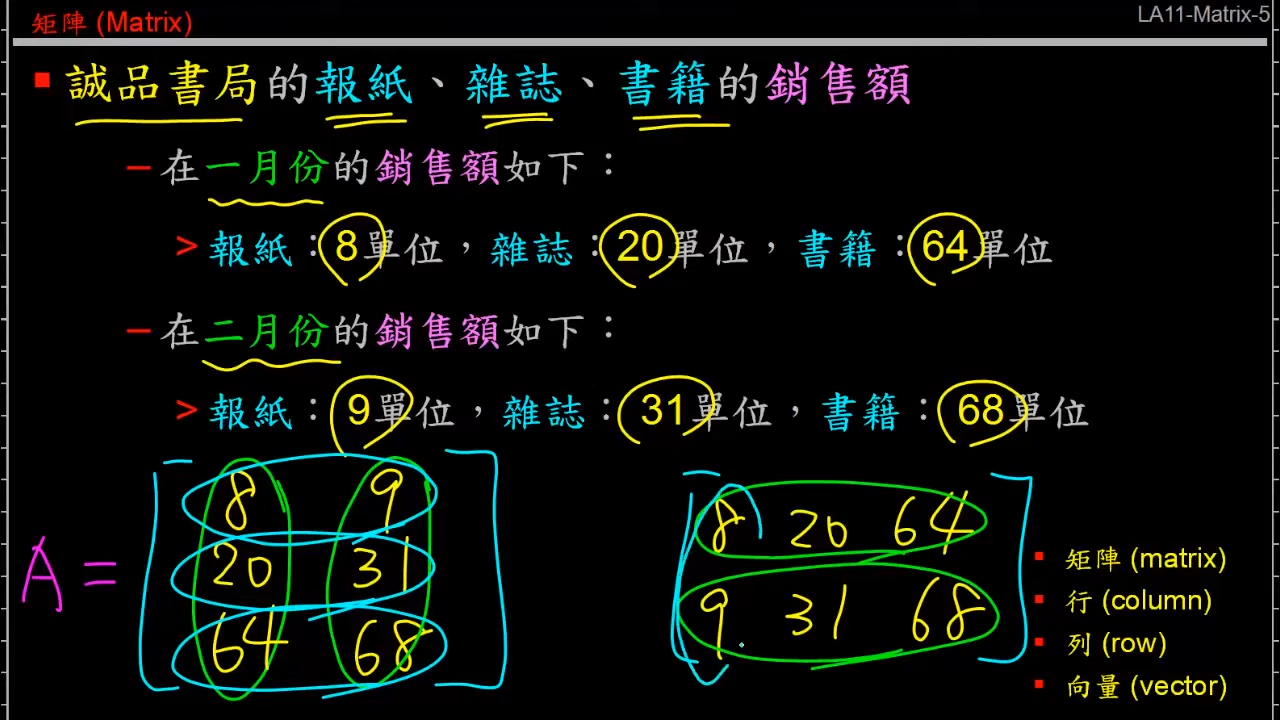 矩陣 (Matrix)
LA11-Matrix-5
誠品書局的報紙、雜誌、書籍的銷售額
在一月份的銷售額如下：
報紙：8單位，雜誌：20單位，書籍：64單位
在二月份的銷售額如下：
報紙：9單位，雜誌：31單位，書籍：68單位
A =
8 9
20 31
64 68
8 20 64
9 31 68
矩陣 (matrix)
行 (column)
列 (row)
向量 (vector)